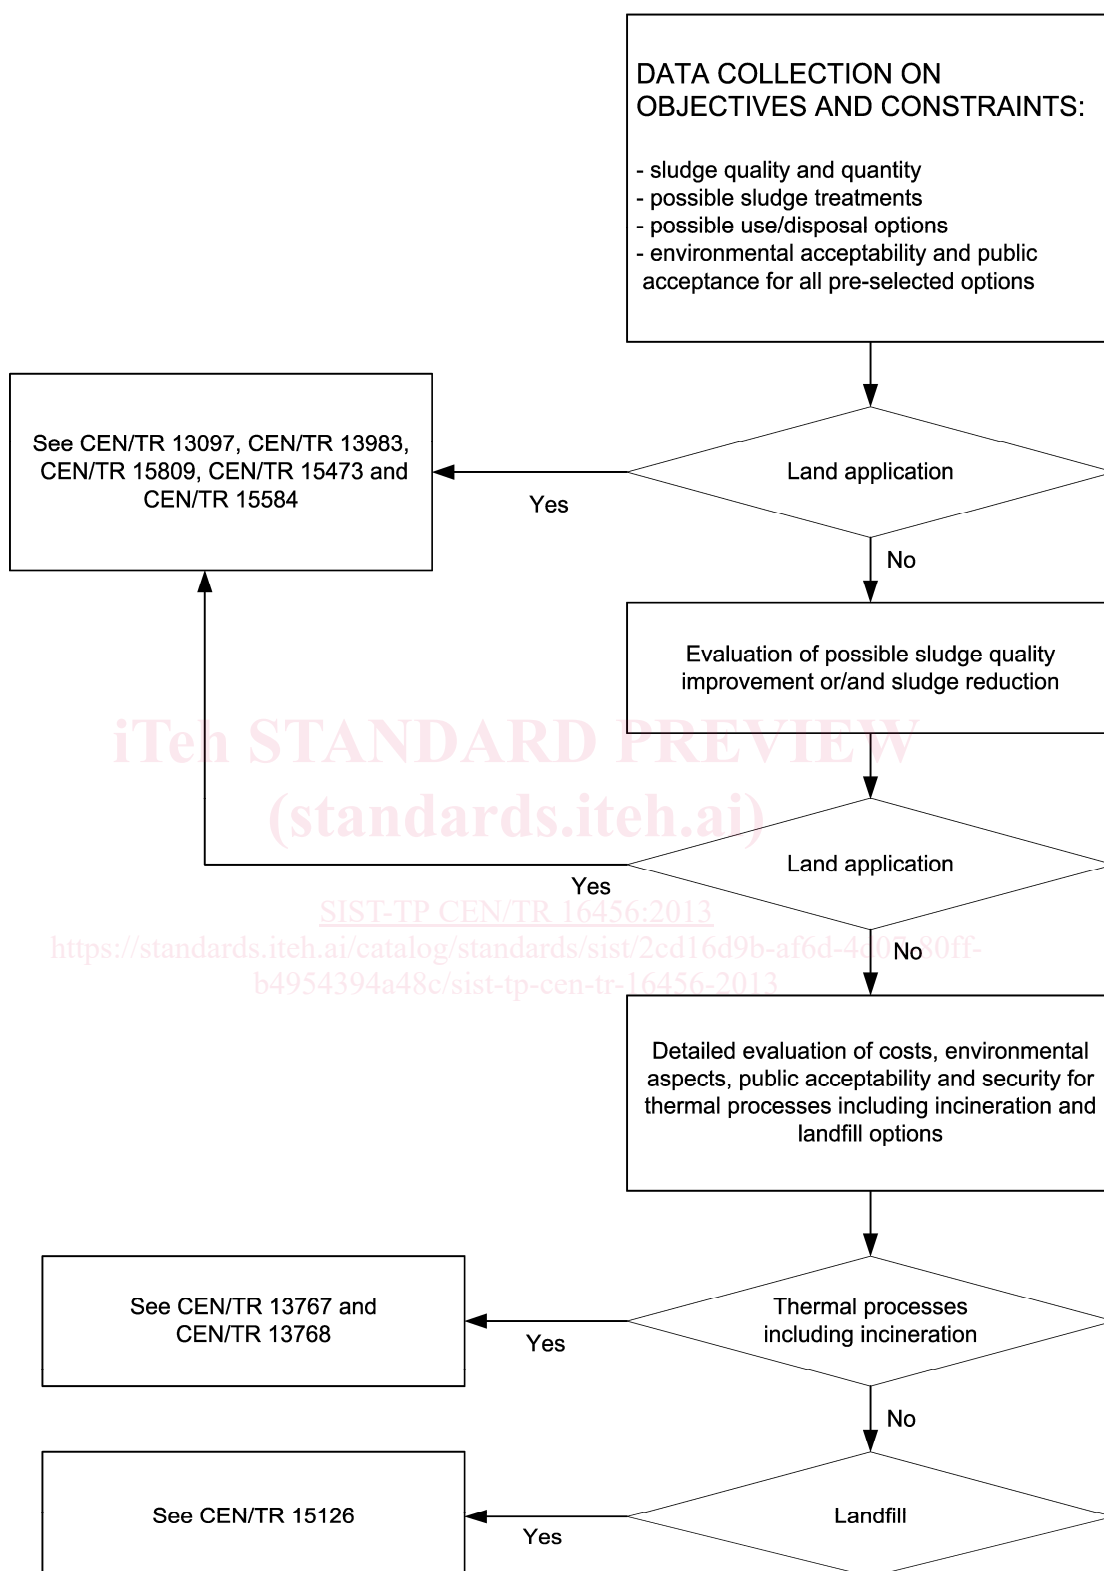 DATA COLLECTION ON
OBJECTIVES AND CONSTRAINTS:
- sludge quality and quantity
- possible sludge treatments
- possible use/disposal options
- environmental acceptability and public
acceptance for all pre-selected options
See CEN/TR 13097, CEN/TR 13983,
CEN/TR 15809, CEN/TR 15473 and
CEN/TR 15584
Yes
Land application
No
Evaluation of possible sludge quality
improvement or/and sludge reduction
iTeh STANDARD PREVIEW
(standards.iteh.ai)
Land application
Yes
SIST-TP CEN/TR 16456:2013
https://standards.iteh.ai/catalog/standards/sist/2cd16d9b-af6d-4d07-80ff-
b4954394a48c/sist-tp-cen-tr-16456-2013
No
Detailed evaluation of costs, environmental
aspects, public acceptability and security for
thermal processes including incineration and
landfill options
See CEN/TR 13767 and
CEN/TR 13768
Yes
Thermal processes
including incineration
No
See CEN/TR 15126
Yes
Landfill